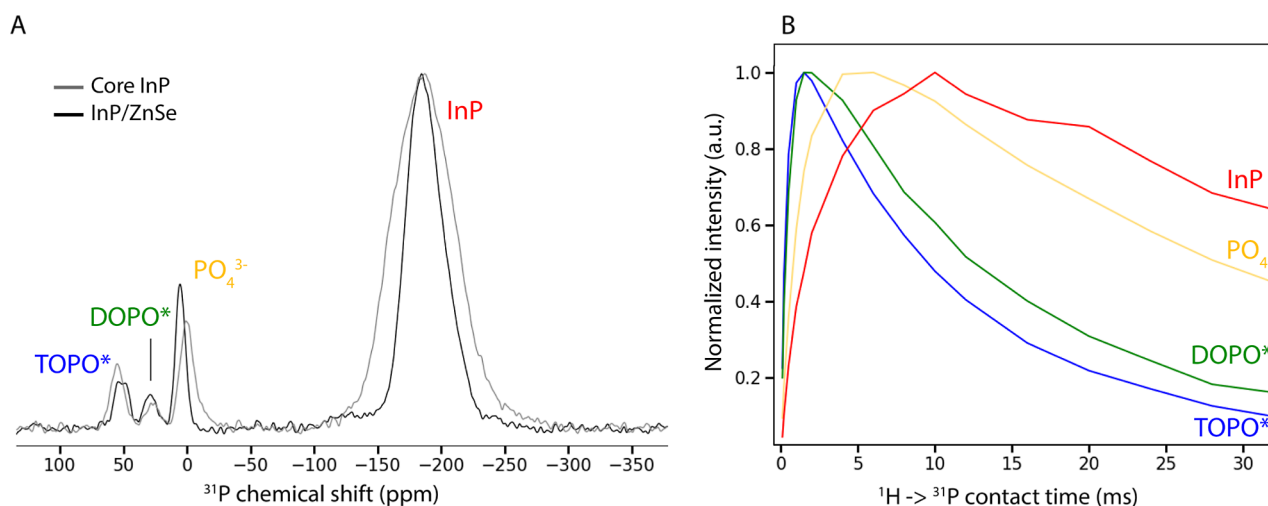 A
Core InP
InP/ZnSe
InP
PO₄³⁻
DOPO*
TOPO*
100 50 0 −50 −100 −150 −200 −250 −300 −350
³¹P chemical shift (ppm)
B
Normalized intensity (a.u.)
1.0
0.8
0.6
0.4
0.2
InP
PO₄
DOPO*
TOPO*
0 5 10 15 20 25 30
¹H -> ³¹P contact time (ms)